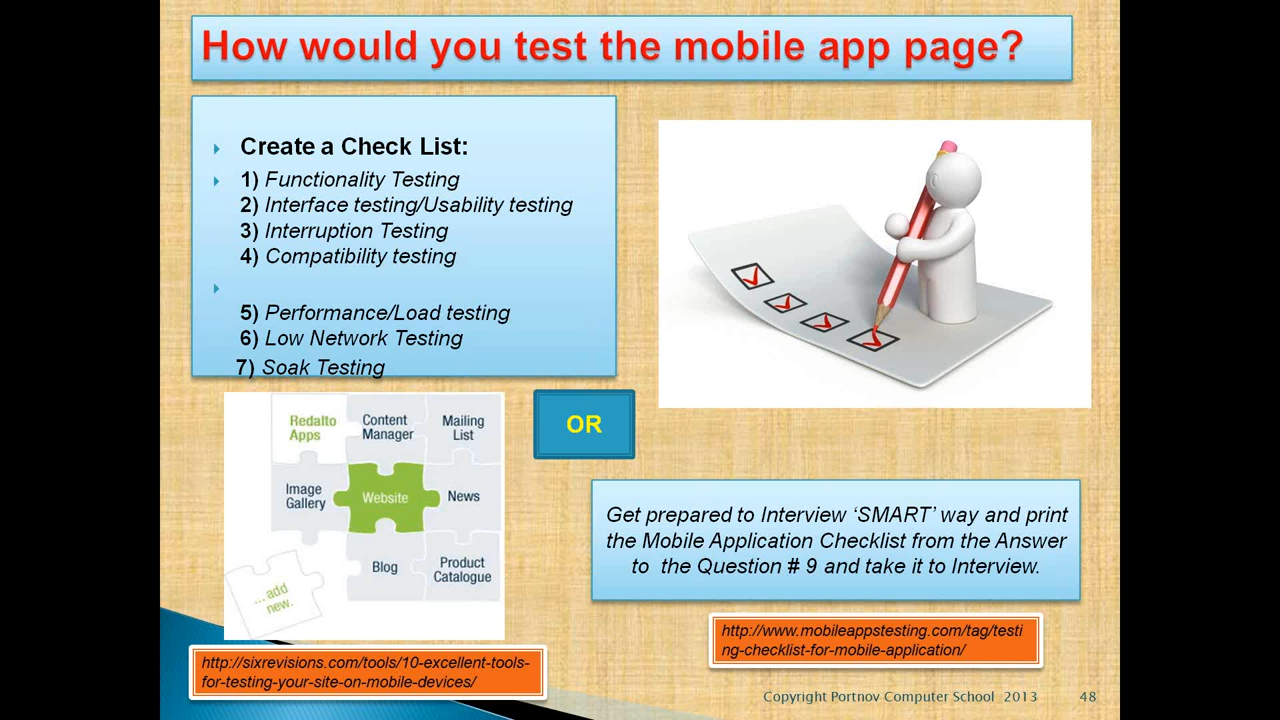 How would you test the mobile app page?
Create a Check List:
1) Functionality Testing
2) Interface testing/Usability testing
3) Interruption Testing
4) Compatibility testing
5) Performance/Load testing
6) Low Network Testing
7) Soak Testing
Redalto
Apps
Content
Manager
Mailing
List
Image
Gallery
Website
News
...add
new.
Blog
Product
Catalogue
OR
Get prepared to Interview ‘SMART’ way and print
the Mobile Application Checklist from the Answer
to the Question # 9 and take it to Interview.
http://www.mobileappstesting.com/tag/testi
ng-checklist-for-mobile-application/
http://sixrevisions.com/tools/10-excellent-tools-
for-testing-your-site-on-mobile-devices/
Copyright Portnov Computer School 2013
48